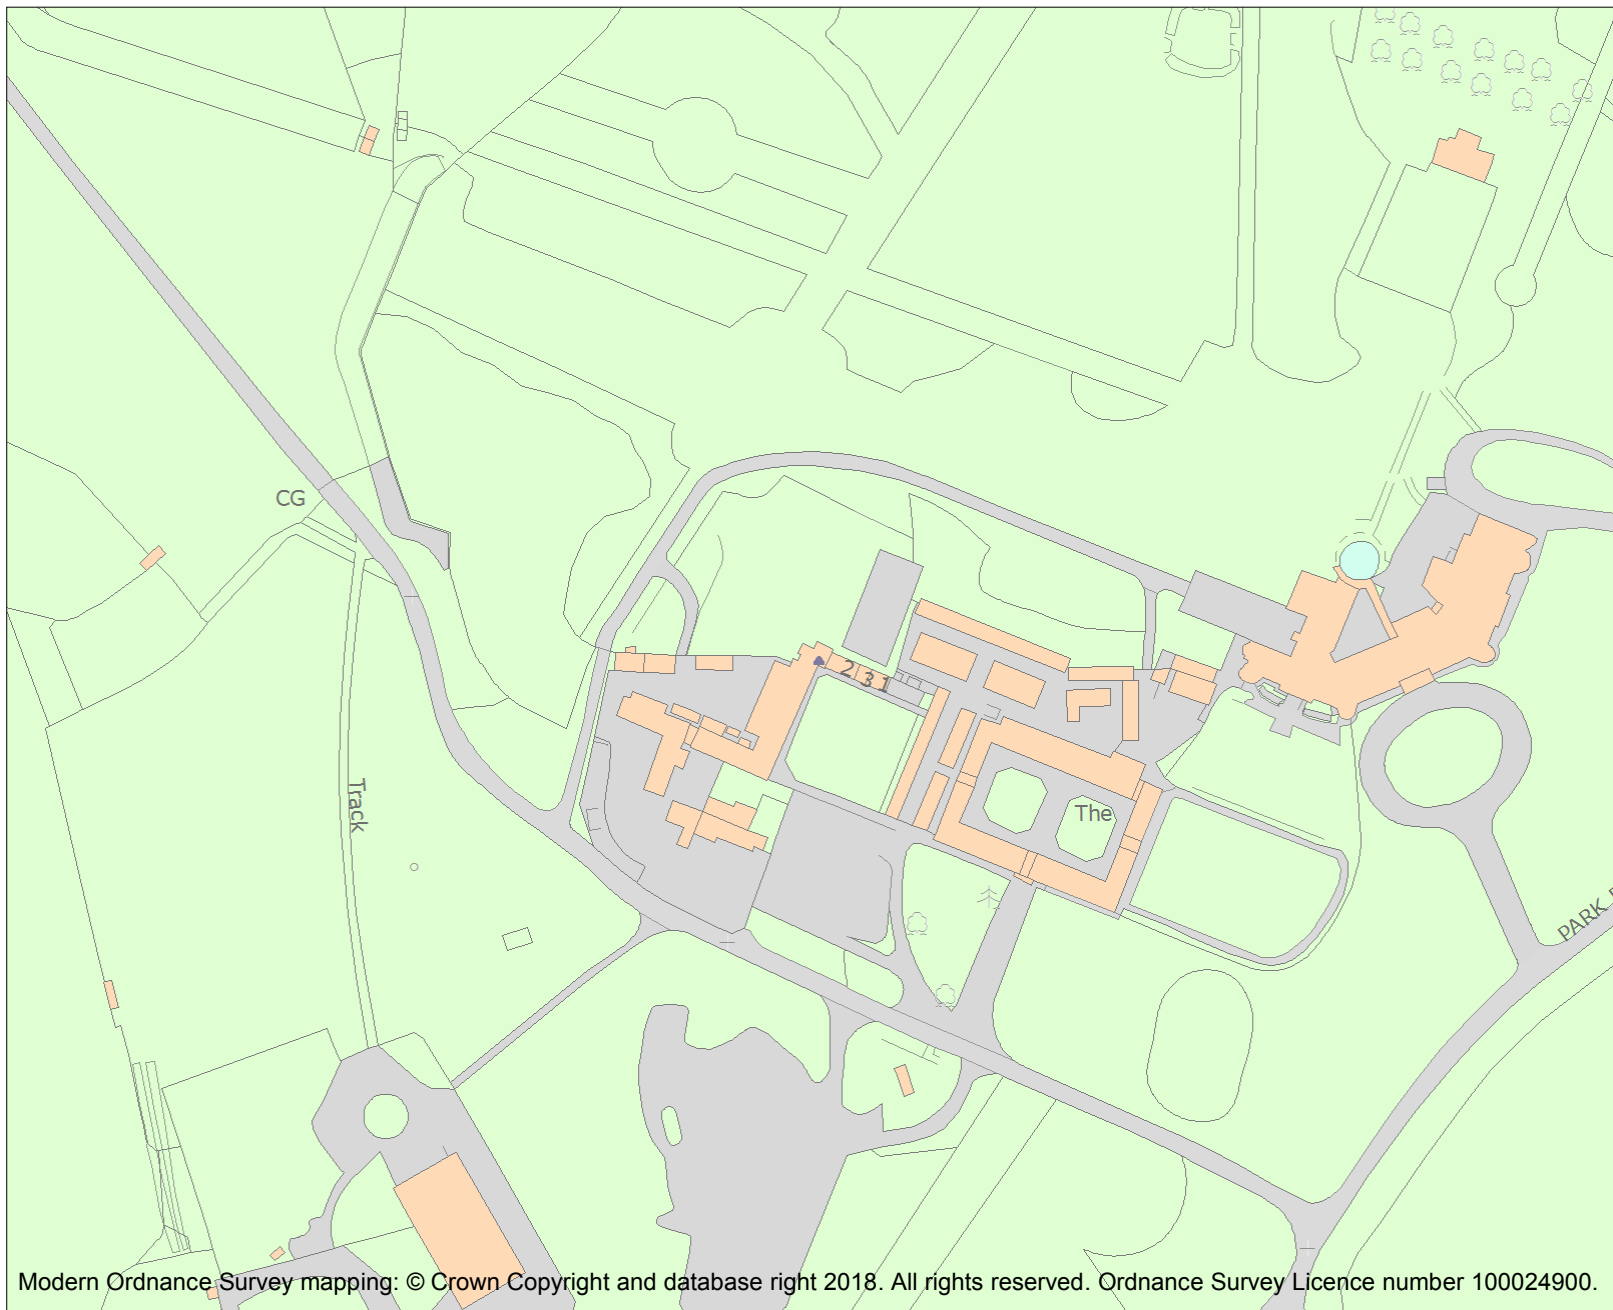 CG
2 3 1
Track
The
PARK
Modern Ordnance Survey mapping: © Crown Copyright and database right 2018. All rights reserved. Ordnance Survey Licence number 100024900.